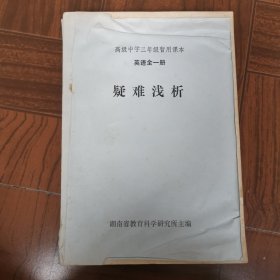 高级中学三年级暂用课本
英语全一册
疑难浅析
湖南省教育科学研究所主编